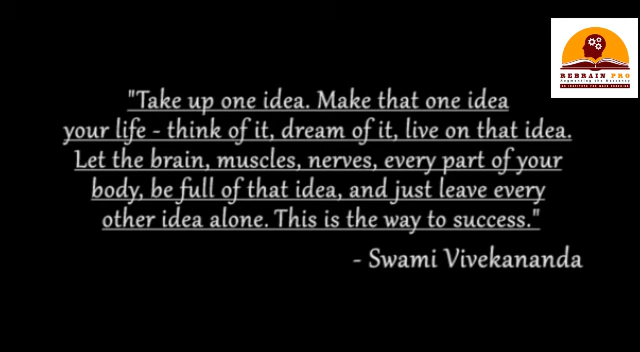 REBRAIN PRO
"Take up one idea. Make that one idea
your life - think of it, dream of it, live on that idea.
Let the brain, muscles, nerves, every part of your
body, be full of that idea, and just leave every
other idea alone. This is the way to success."
- Swami Vivekananda